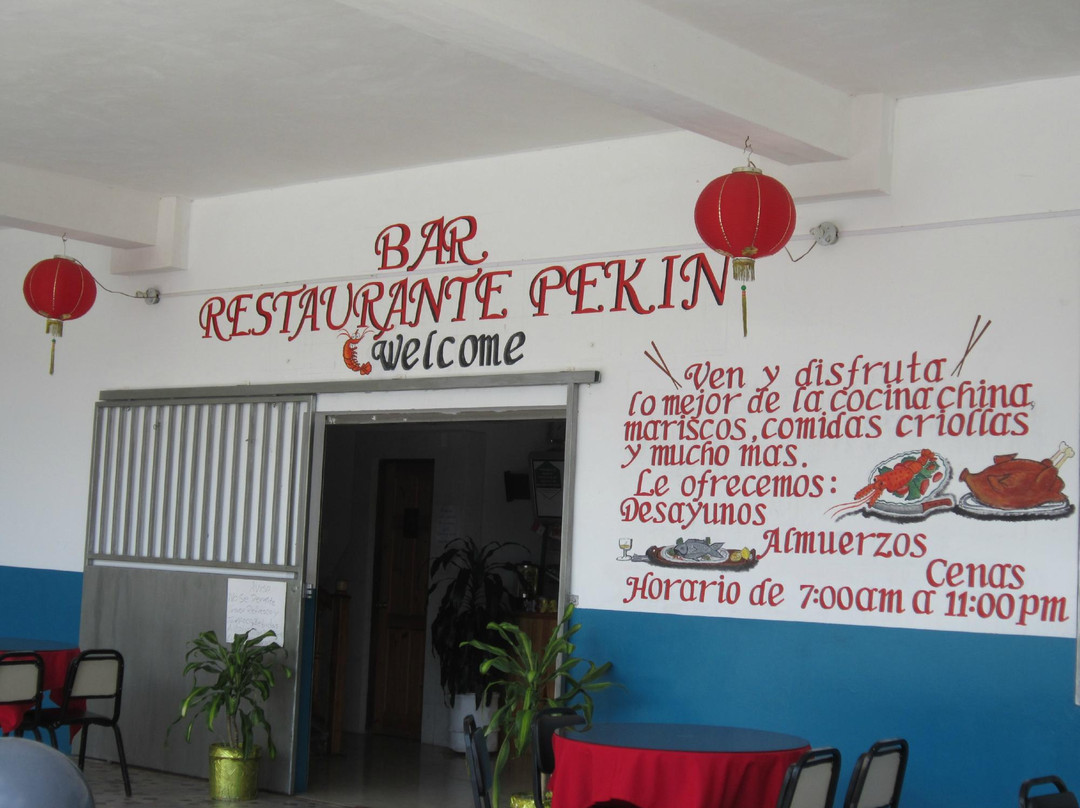 BAR
RESTAURANTE PEKIN
welcome
Ven y disfruta
lo mejor de la cocina china,
mariscos, comidas criollas
y mucho mas.
Le ofrecemos:
Desayunos
Almuerzos
Cenas
Horario de 7:00am a 11:00pm